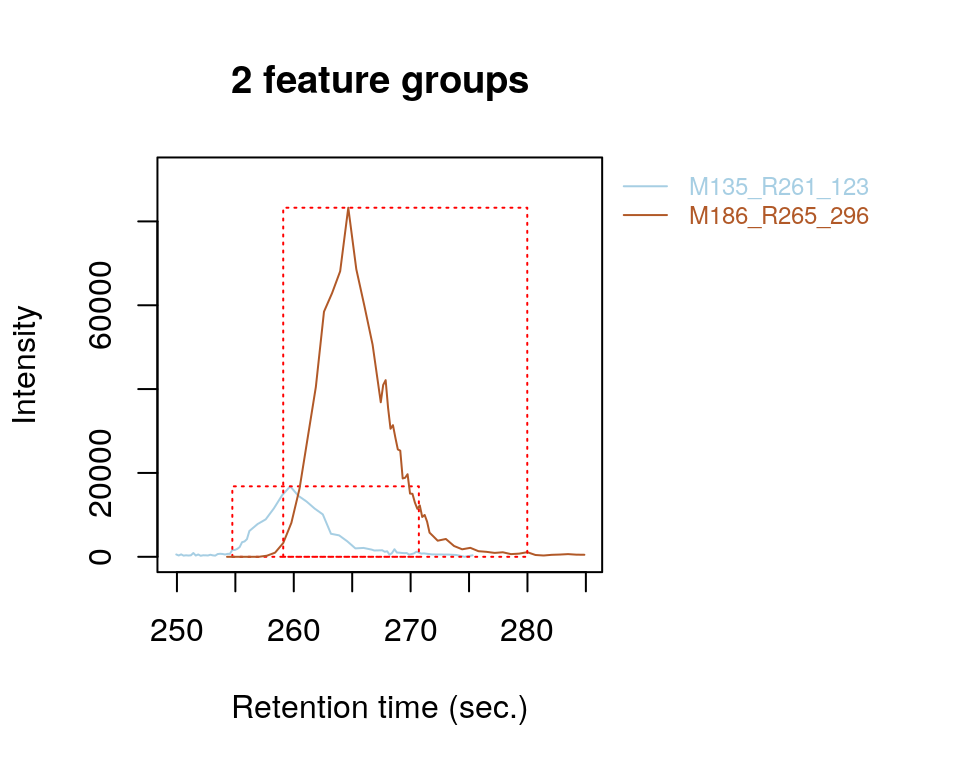 2 feature groups
M135_R261_123
M186_R265_296
Intensity
60000
20000
0
250 260 270 280
Retention time (sec.)